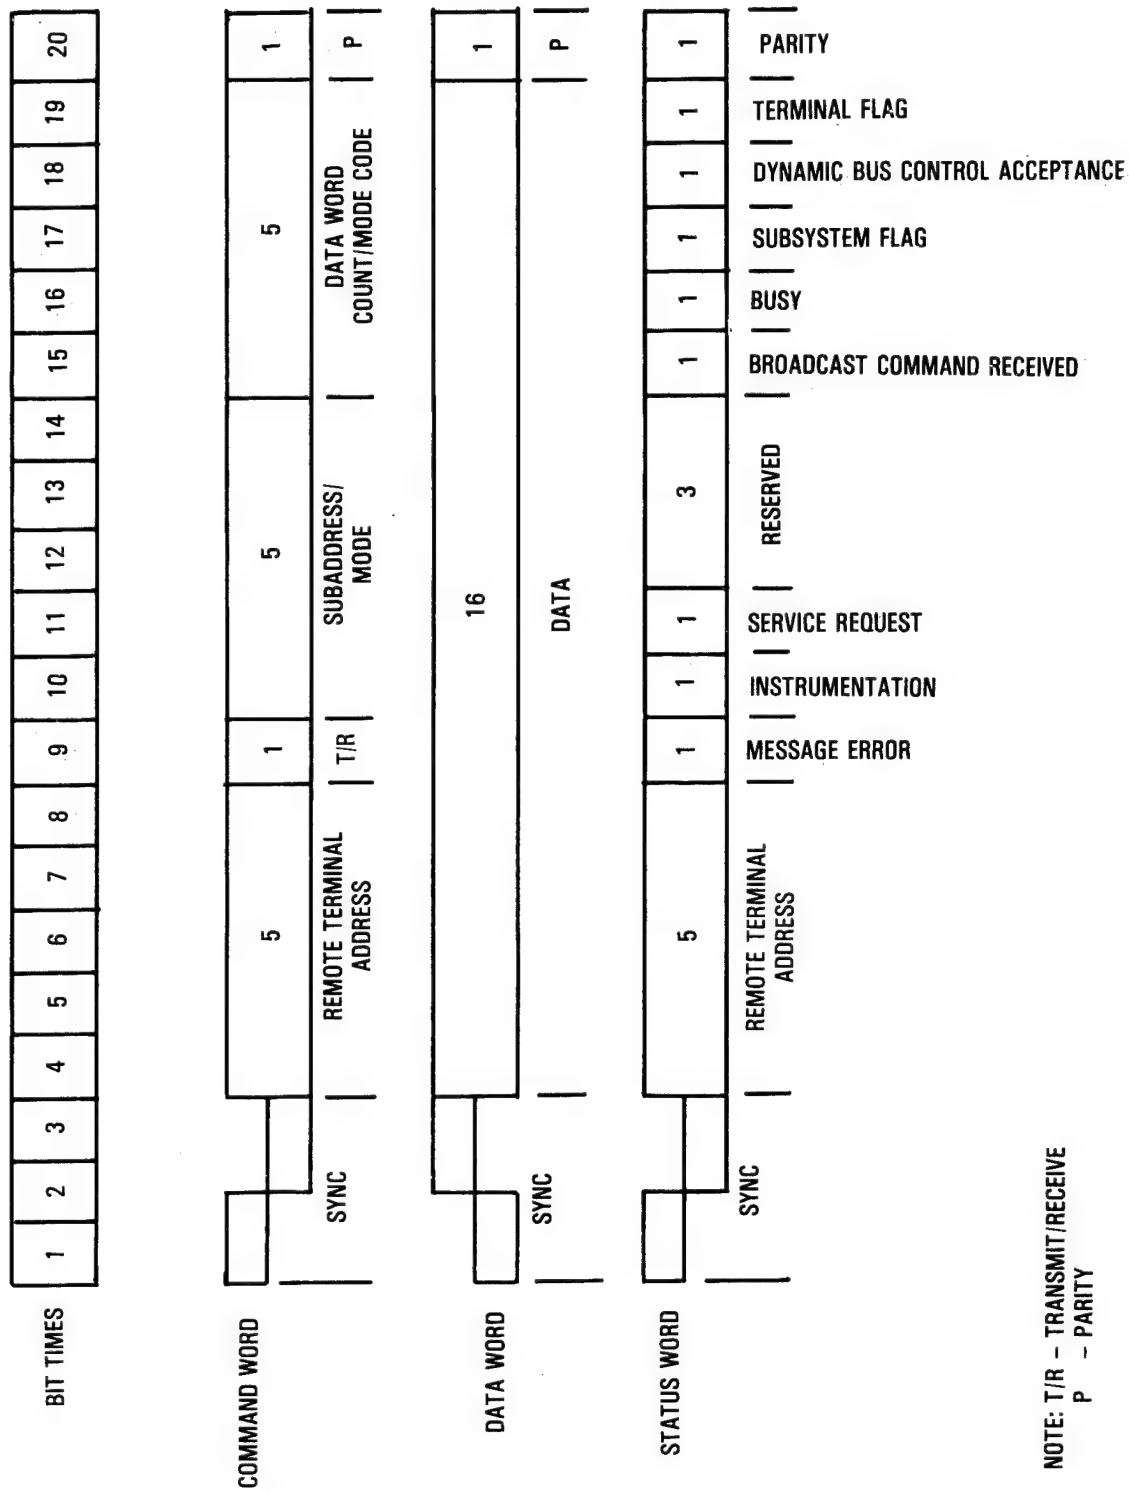 BIT TIMES
1 2 3 4 5 6 7 8 9 10 11 12 13 14 15 16 17 18 19 20
COMMAND WORD
5 1 5 5 1
SYNC
REMOTE TERMINAL
ADDRESS
T/R
SUBADDRESS/
MODE
DATA WORD
COUNT/MODE CODE
P
DATA WORD
16 1
SYNC
DATA
P
STATUS WORD
5 1 1 1 3 1 1 1 1 1 1
SYNC
REMOTE TERMINAL
ADDRESS
MESSAGE ERROR
INSTRUMENTATION
SERVICE REQUEST
RESERVED
BROADCAST COMMAND RECEIVED
BUSY
SUBSYSTEM FLAG
DYNAMIC BUS CONTROL ACCEPTANCE
TERMINAL FLAG
PARITY
NOTE: T/R – TRANSMIT/RECEIVE
P – PARITY